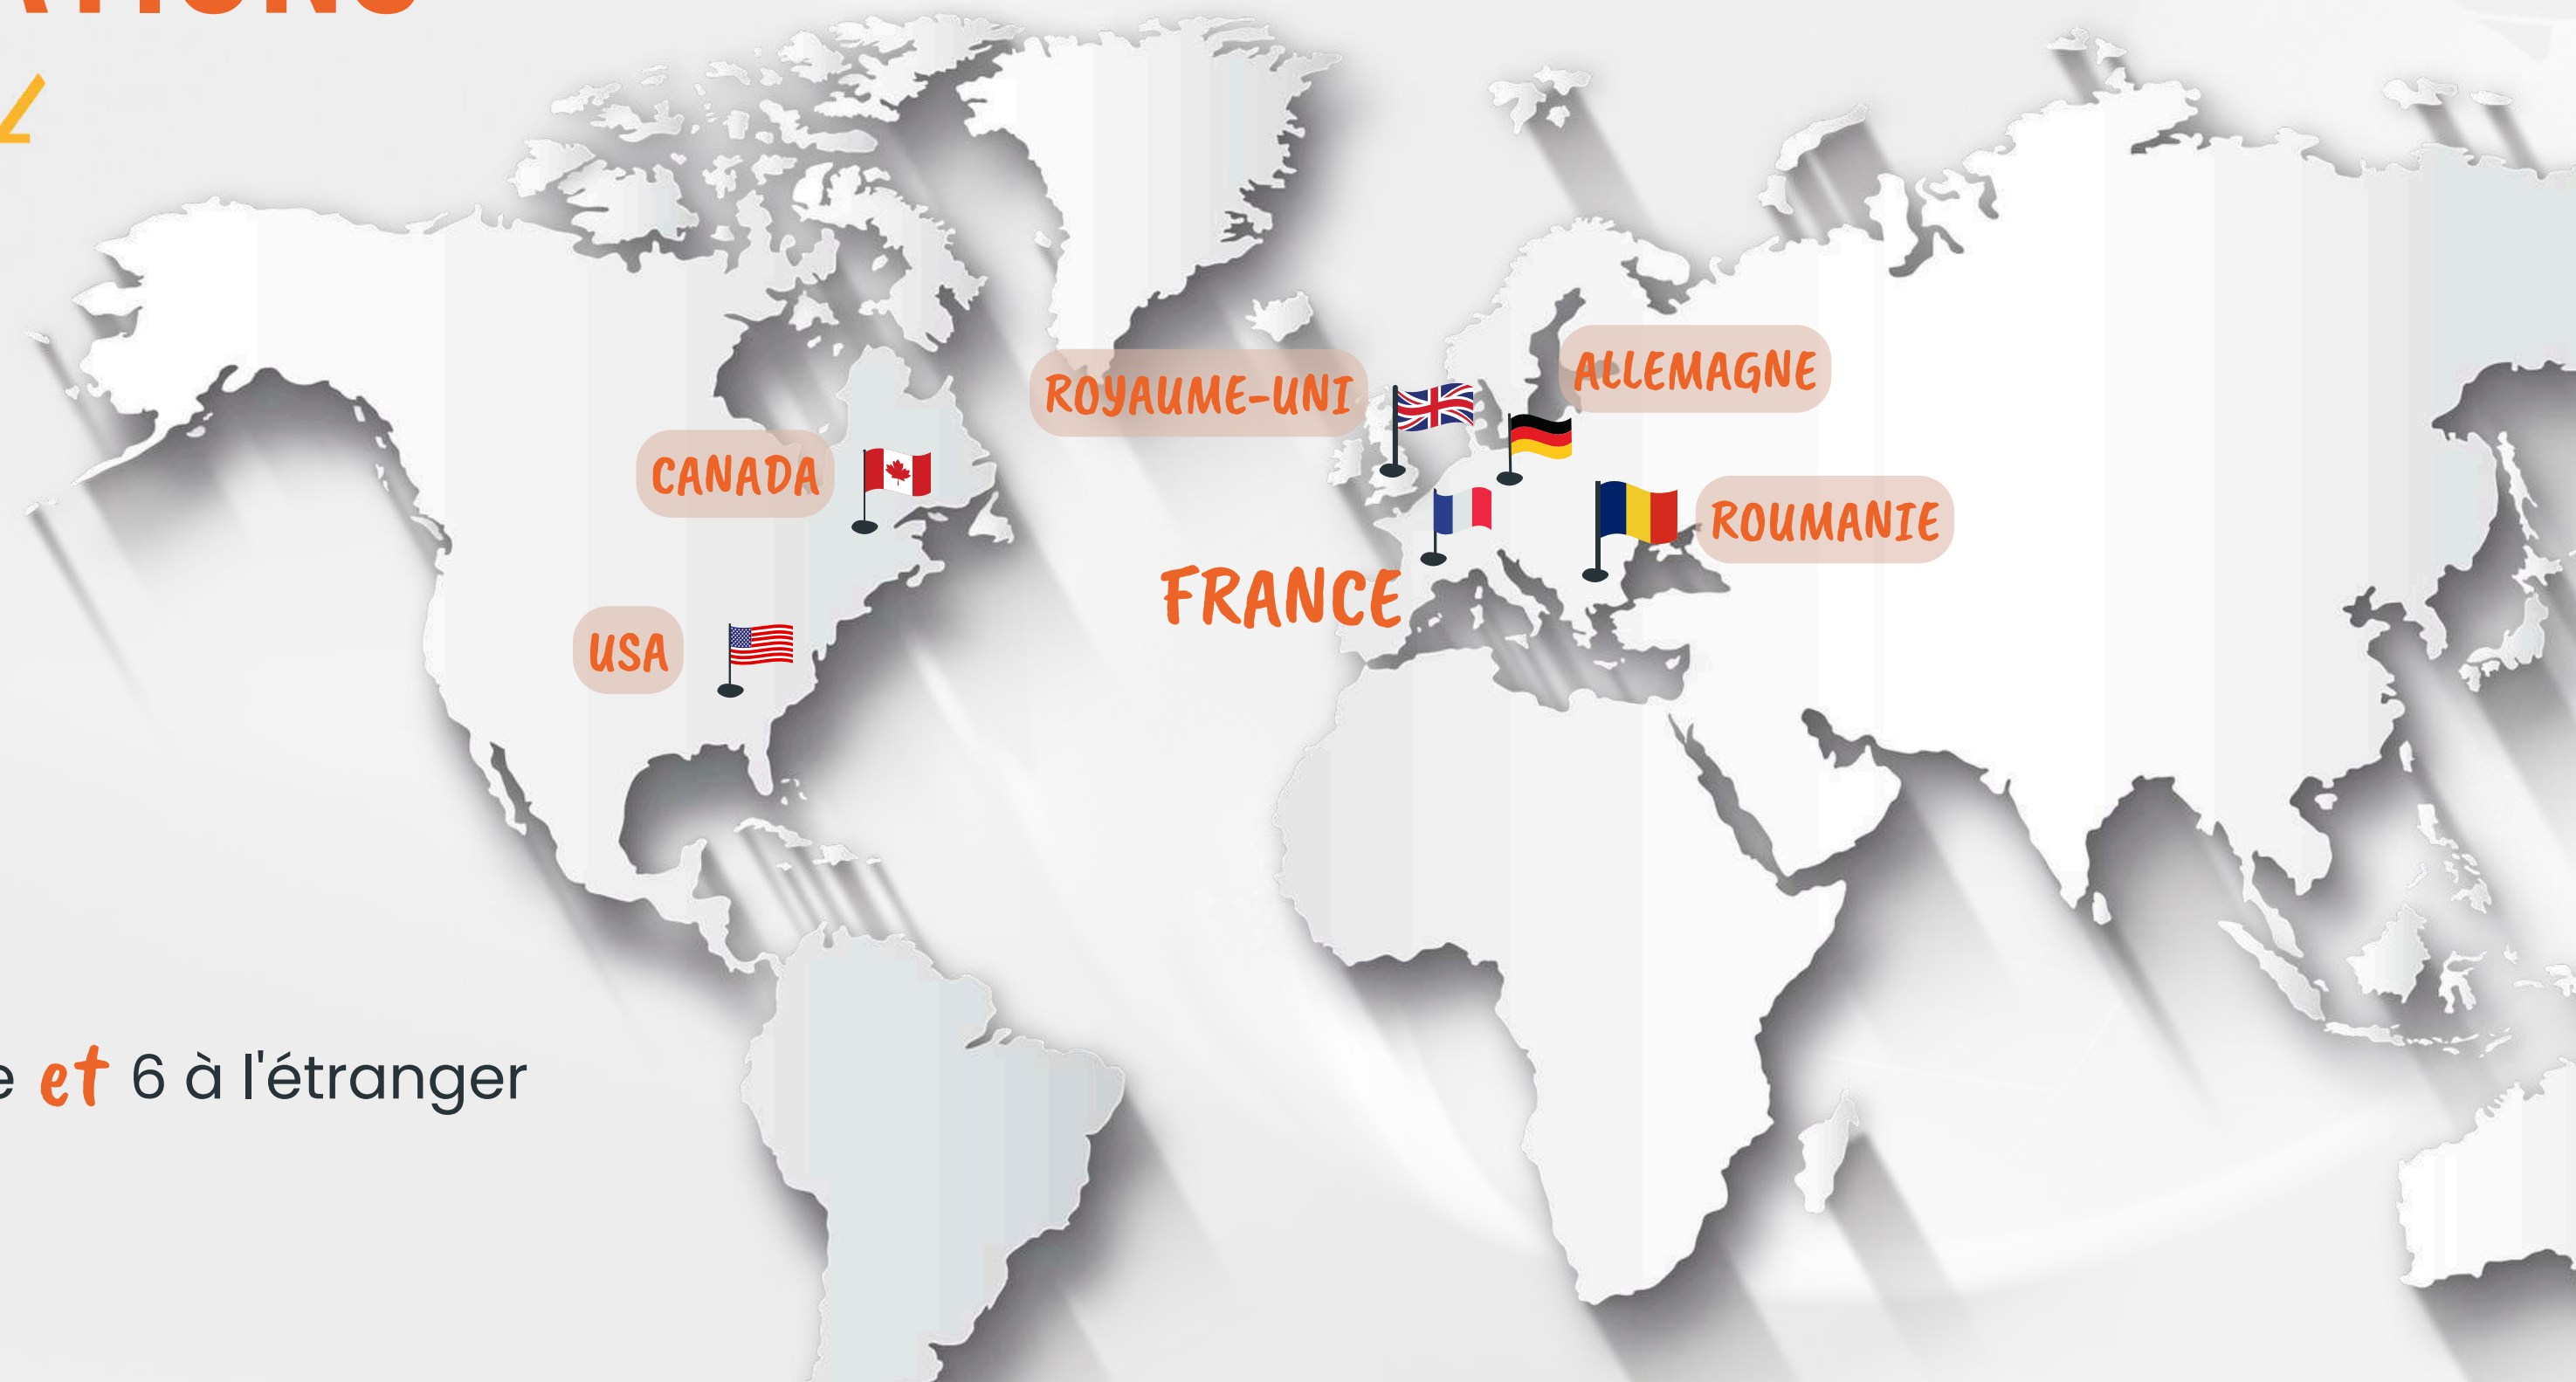 ROYAUME-UNI
ALLEMAGNE
CANADA
ROUMANIE
FRANCE
USA
et 6 à l'étranger